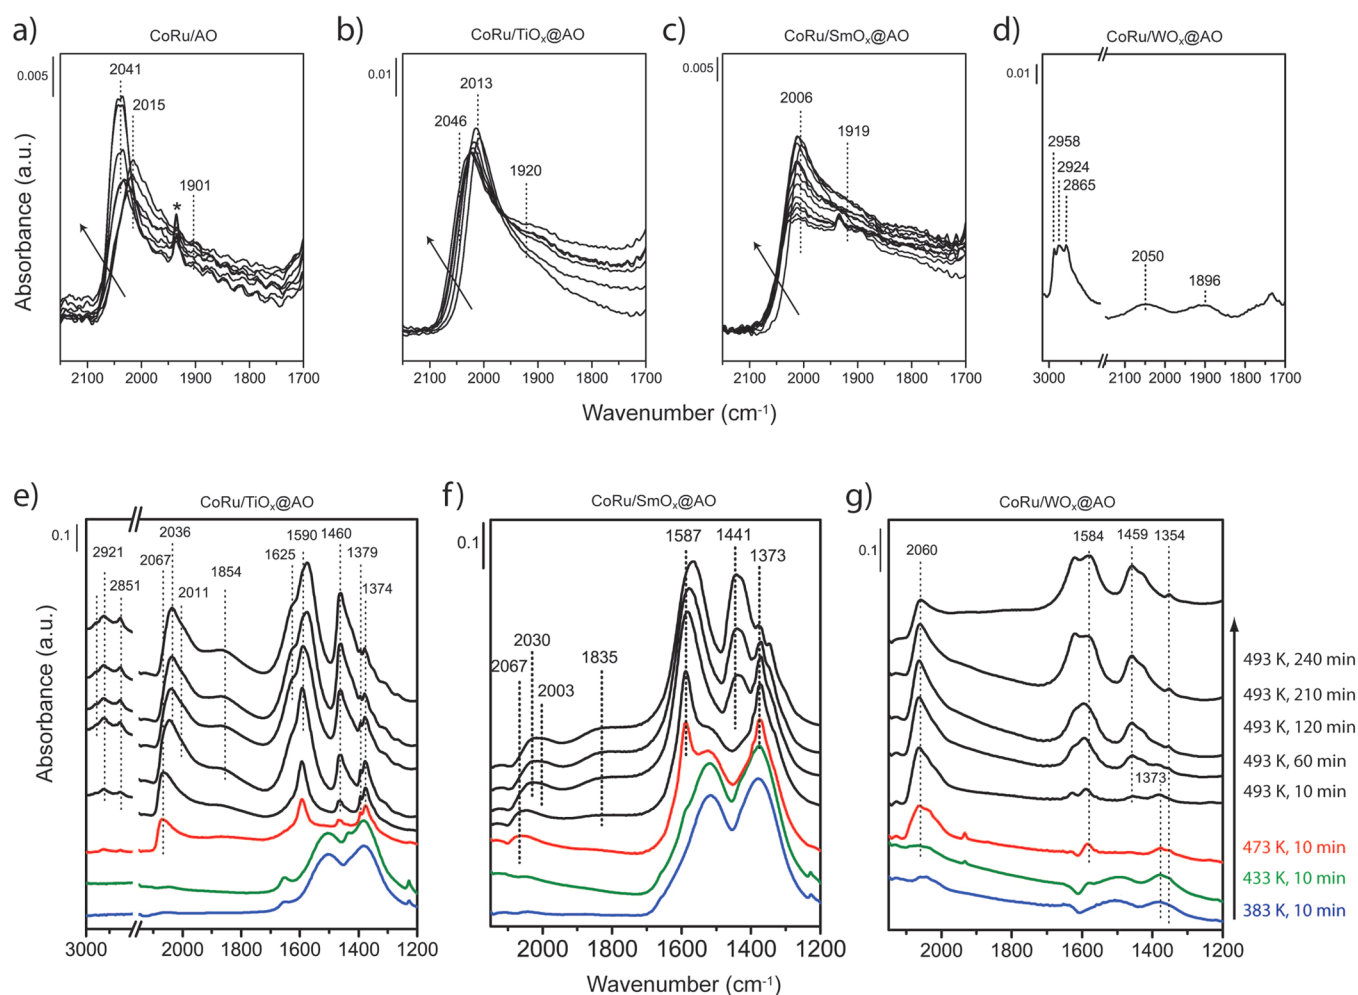 a)
CoRu/AO
0.005
2041
2015
1901
*
2100 2000 1900 1800 1700
b)
CoRu/TiOx@AO
0.01
2013
2046
1920
2100 2000 1900 1800 1700
c)
CoRu/SmOx@AO
0.005
2006
1919
2100 2000 1900 1800 1700
d)
CoRu/WOx@AO
0.01
2958
2924
2865
2050
1896
3000 2100 2000 1900 1800 1700
Absorbance (a.u.)
Wavenumber (cm-1)
e)
CoRu/TiOx@AO
0.1
2921
2036
2067
2851
2011
1854
1590
1460
1625
1379
1374
3000 2000 1800 1600 1400 1200
f)
CoRu/SmOx@AO
0.1
1587
1441
1373
2030
2067
1835
2003
2000 1800 1600 1400 1200
g)
CoRu/WOx@AO
0.1
2060
1584
1459
1354
1373
2000 1800 1600 1400 1200
493 K, 240 min
493 K, 210 min
493 K, 120 min
493 K, 60 min
493 K, 10 min
473 K, 10 min
433 K, 10 min
383 K, 10 min
Absorbance (a.u.)
Wavenumber (cm-1)